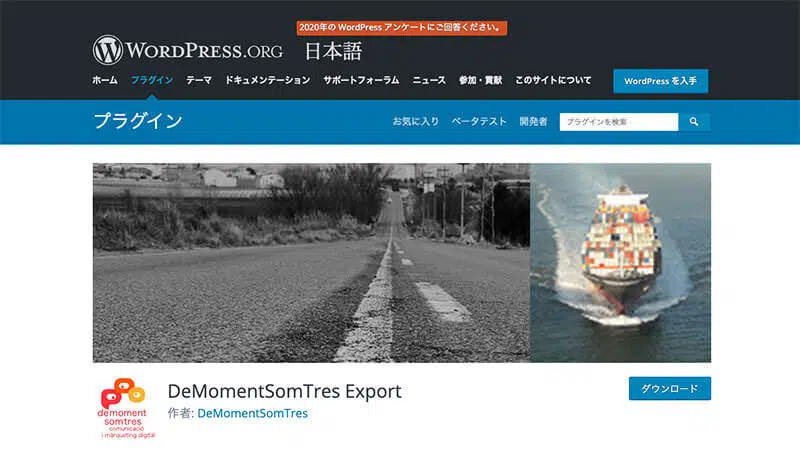 2020年の WordPress アンケートにご回答ください。
WORDPRESS.ORG 日本語
ホーム プラグイン テーマ ドキュメンテーション サポートフォーラム ニュース 参加・貢献 このサイトについて WordPress を入手
プラグイン お気に入り ベータテスト 開発者 プラグインを検索
DeMomentSomTres Export ダウンロード
作者: DeMomentSomTres
demoment
somtres
comunicació
i màrqueting digital